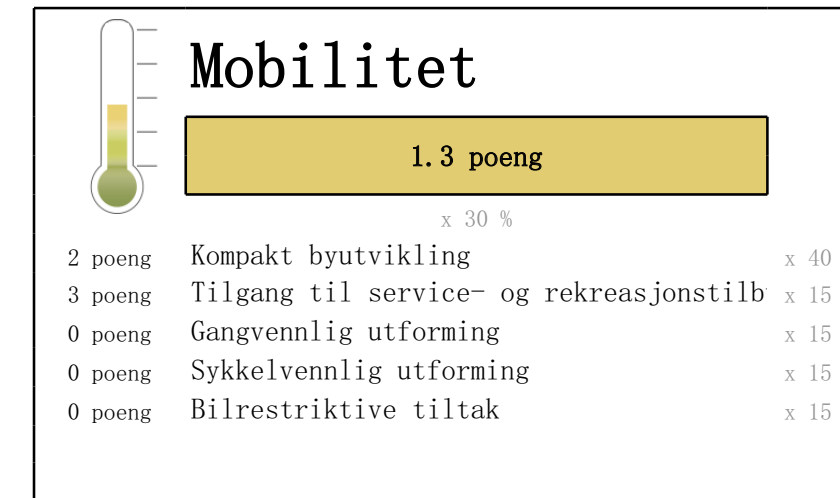 Mobilitet
1.3 poeng
x 30 %
2 poeng Kompakt byutvikling x 40
3 poeng Tilgang til service- og rekreasjonstilb x 15
0 poeng Gangvennlig utforming x 15
0 poeng Sykkelvennlig utforming x 15
0 poeng Bilrestriktive tiltak x 15